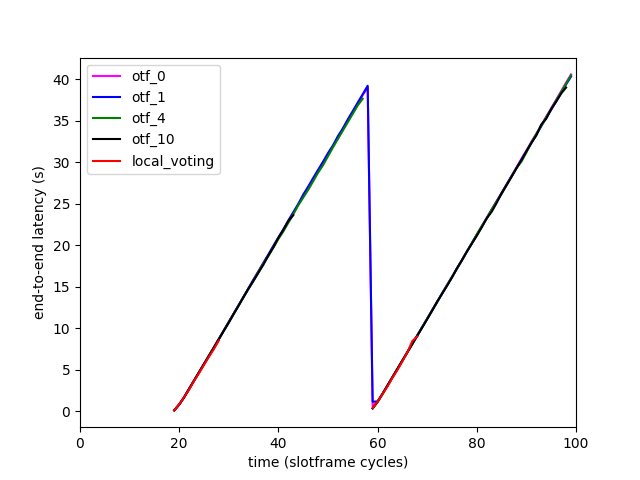 otf_0
otf_1
otf_4
otf_10
local_voting
end-to-end latency (s)
40
35
30
25
20
15
10
5
0
0 20 40 60 80 100
time (slotframe cycles)